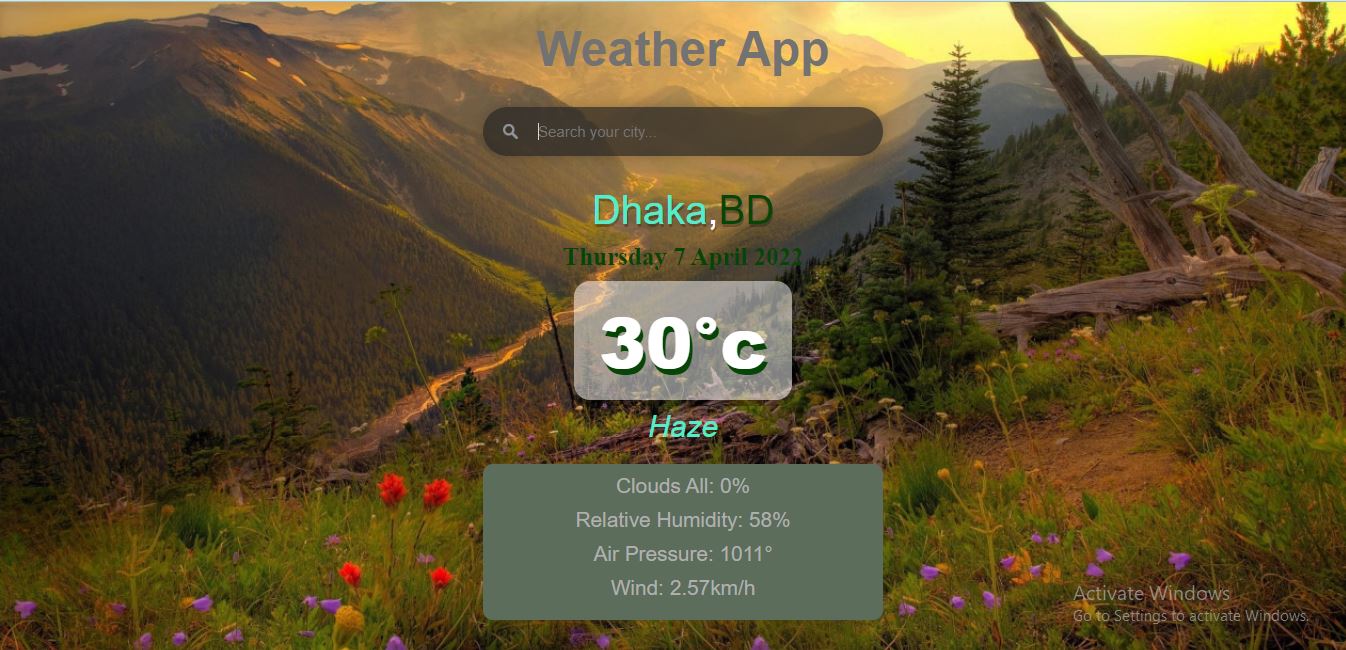 Weather App
Search your city...
Dhaka,BD
Thursday 7 April 2022
30°c
Haze
Clouds All: 0%
Relative Humidity: 58%
Air Pressure: 1011°
Wind: 2.57km/h
Activate Windows
Go to Settings to activate Windows.